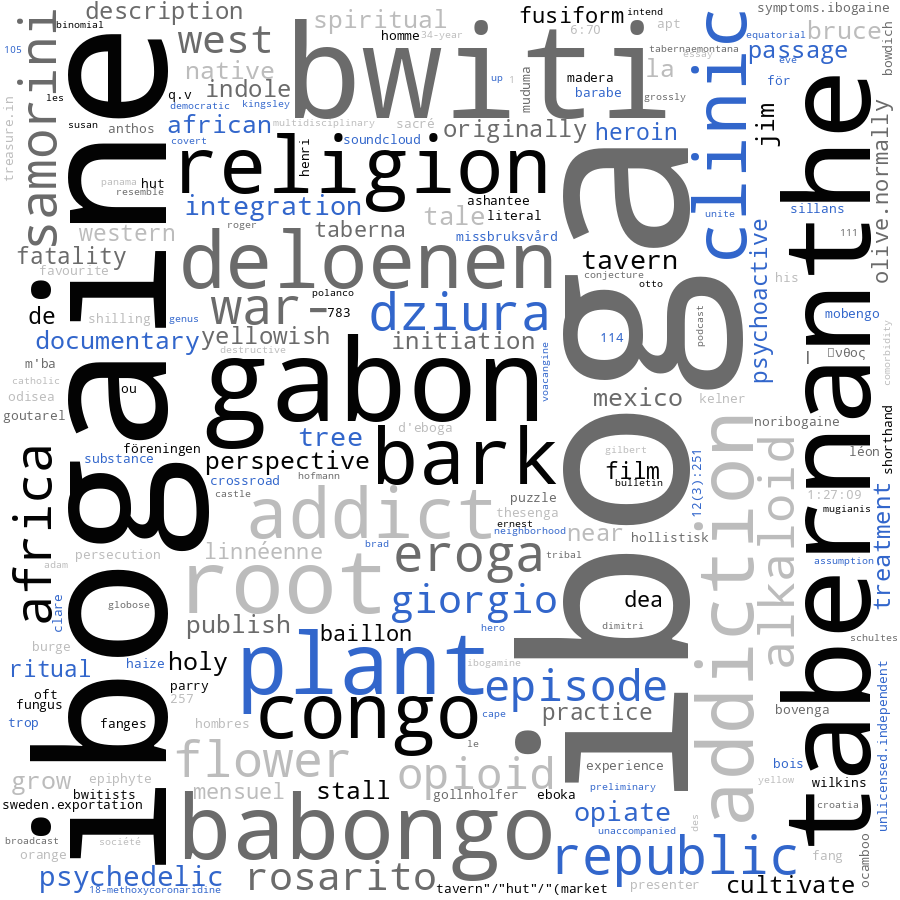 description
spiritual
fusiform
intend
symptoms.ibogaine
binomial
homme
34-year
6:70
apt
bruce
bowdich
105
samorini
ibogaine
west
bwiti
equatorial
passage
native
tabernaemontana
essay
eve
les
q.v
indole
up
1
muduma
madera
barabe
la
grossly
för
democratic
kingsley
treasure.in
susan
anthos
african
multidisciplinary
sacré
originally
heroin
clinic
jim
tabernanthe
covert
soundcloud
henri
religion
iboga
olive.normally
panama
hut
resemble
integration
ashantee
literal
tale
unite
sillans
western
roger
taberna
missbruksvård
111
fatality
favourite
deloenen
tavern
conjecture
otto
psychoactive
his
polanco
war-783
de
shilling
genus
dziura
podcast
mobengo
documentary
yellowish
initiation
114
destructive
_
νθος
comorbidity
m'ba
catholic
odisea
ou
gabon
voacangine
mexico
kelner
goutarel
d'eboga
noribogaine
africa
föreningen
tree
substance
perspective
bark
gilbert
film
bulletin
12(3):251
addiction
alkaloid
léon
shorthand
crossroad
hofmann
castle
addict
puzzle
1:27:09
thesenga
mugianis
ernest
neighborhood
near
hollistisk
treatment
persecution
linnéenne
brad
eroga
tribal
assumption
adam
root
clare
globose
giorgio
dea
publish
baillon
hero
dimitri
schultes
burge
ritual
haize
holy
plant
ibogamine
unlicensed.independent
parry
257
episode
oft
fungus
trop
fanges
hombres
congo
cape
practice
bovenga
le
flower
opioid
experience
bois
grow
epiphyte
preliminary
yellow
wilkins
bwitists
mensuel
stall
gollnholfer
eboka
sweden.exportation
opiate
des
croatia
broadcast
société
babongo
unaccompanied
orange
republic
fang
ocamboo
psychedelic
18-methoxycoronaridine
rosarito
tavern"/"hut"/"(market
presenter
cultivate